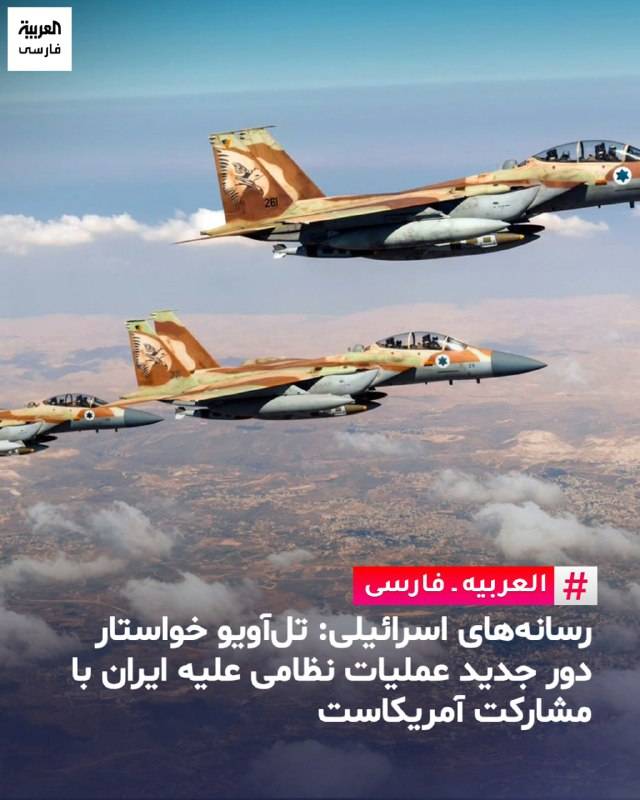 العربية
فارسی
261
# العربیه ـ فارسی
رسانه‌های اسرائیلی: تل‌آویو خواستار
دور جدید عملیات نظامی علیه ایران با
مشارکت آمریکاست